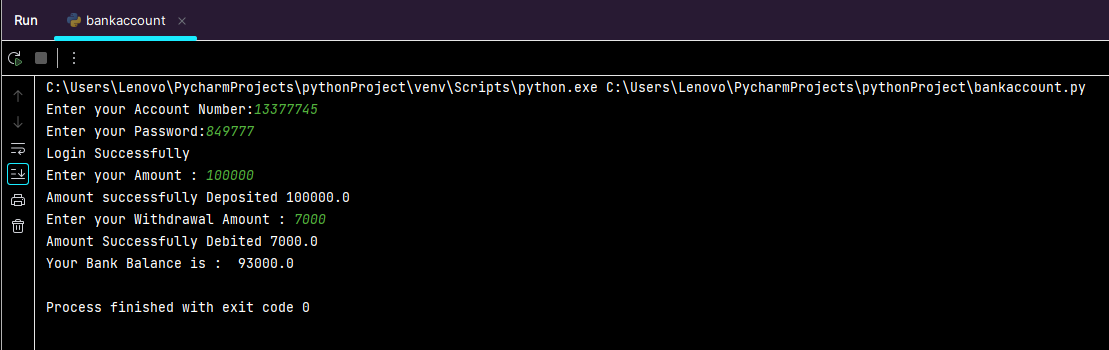 Run bankaccount
C:\Users\Lenovo\PycharmProjects\pythonProject\venv\Scripts\python.exe C:\Users\Lenovo\PycharmProjects\pythonProject\bankaccount.py
Enter your Account Number:13377745
Enter your Password:849777
Login Successfully
Enter your Amount : 100000
Amount successfully Deposited 100000.0
Enter your Withdrawal Amount : 7000
Amount Successfully Debited 7000.0
Your Bank Balance is :  93000.0
Process finished with exit code 0